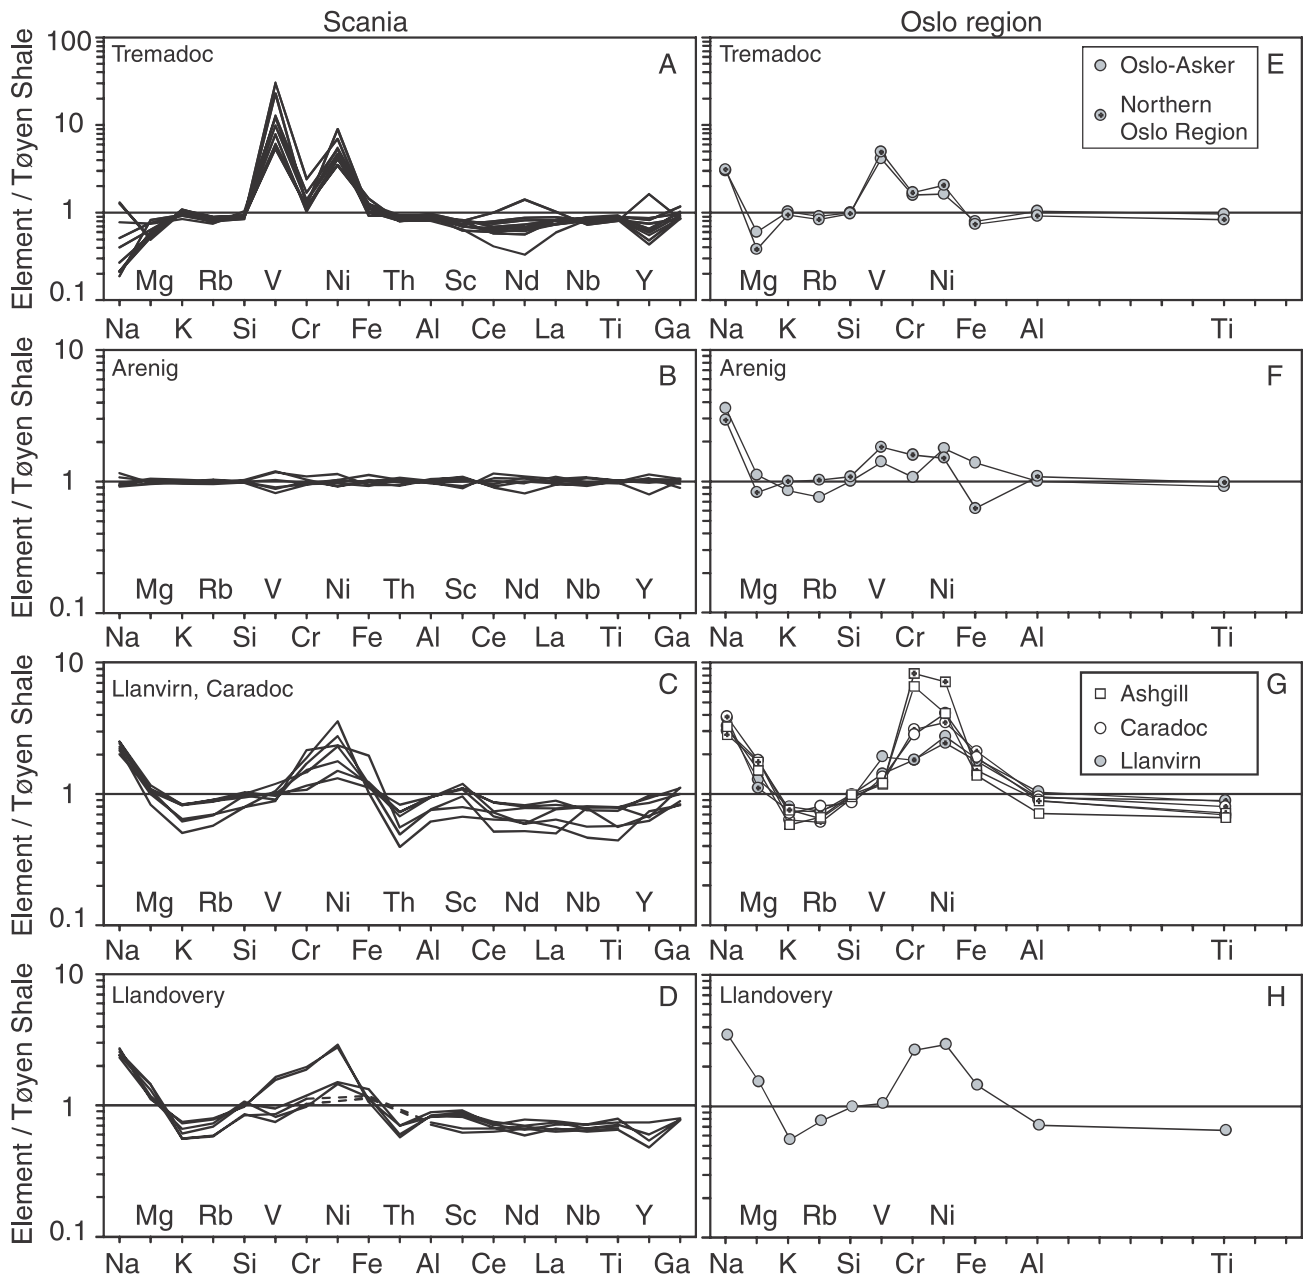 Scania
Oslo region
Element / Tøyen Shale
100
10
1
0.1
Tremadoc
A
Mg Rb V Ni Th Sc Nd Nb Y
Na K Si Cr Fe Al Ce La Ti Ga
Tremadoc
E
Oslo-Asker
Northern
Oslo Region
Mg Rb V Ni
Na K Si Cr Fe Al Ti
Element / Tøyen Shale
10
1
0.1
Arenig
B
Mg Rb V Ni Th Sc Nd Nb Y
Na K Si Cr Fe Al Ce La Ti Ga
Arenig
F
Mg Rb V Ni
Na K Si Cr Fe Al Ti
Element / Tøyen Shale
10
1
0.1
Llanvirn, Caradoc
C
Mg Rb V Ni Th Sc Nd Nb Y
Na K Si Cr Fe Al Ce La Ti Ga
G
Ashgill
Caradoc
Llanvirn
Mg Rb V Ni
Na K Si Cr Fe Al Ti
Element / Tøyen Shale
10
1
0.1
Llandovery
D
Mg Rb V Ni Th Sc Nd Nb Y
Na K Si Cr Fe Al Ce La Ti Ga
Llandovery
H
Mg Rb V Ni
Na K Si Cr Fe Al Ti